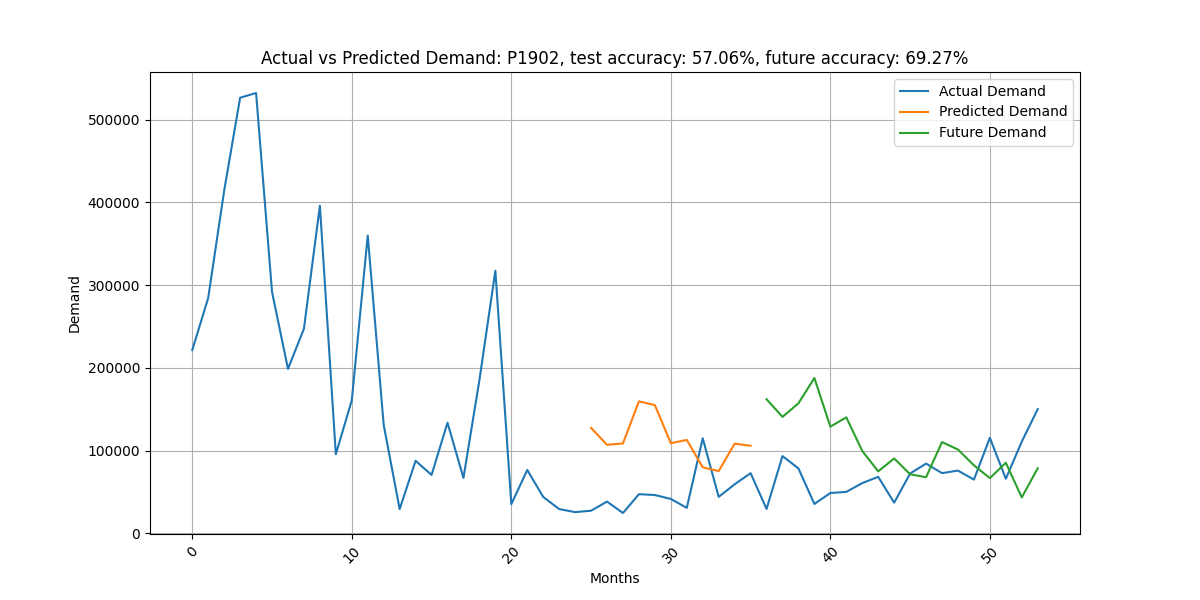 Actual vs Predicted Demand: P1902, test accuracy: 57.06%, future accuracy: 69.27%
Actual Demand
Predicted Demand
Future Demand
500000
400000
300000
200000
100000
0
Demand
0 10 20 30 40 50
Months